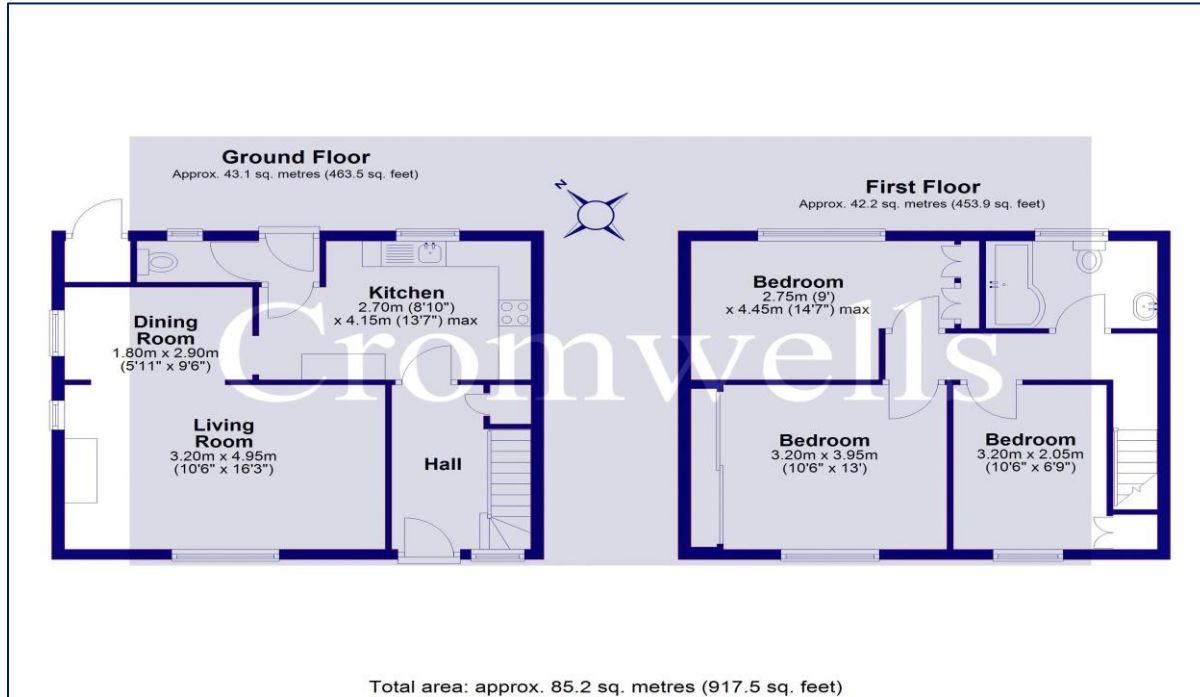 Ground Floor
Approx. 43.1 sq. metres (463.5 sq. feet)
N
First Floor
Approx. 42.2 sq. metres (453.9 sq. feet)
Kitchen
2.70m (8'10")
x 4.15m (13'7") max
Dining
Room
1.80m x 2.90m
(5'11" x 9'6")
Living
Room
3.20m x 4.95m
(10'6" x 16'3")
Hall
Bedroom
2.75m (9')
x 4.45m (14'7") max
Bedroom
3.20m x 3.95m
(10'6" x 13')
Bedroom
3.20m x 2.05m
(10'6" x 6'9")
Cromwells
Total area: approx. 85.2 sq. metres (917.5 sq. feet)